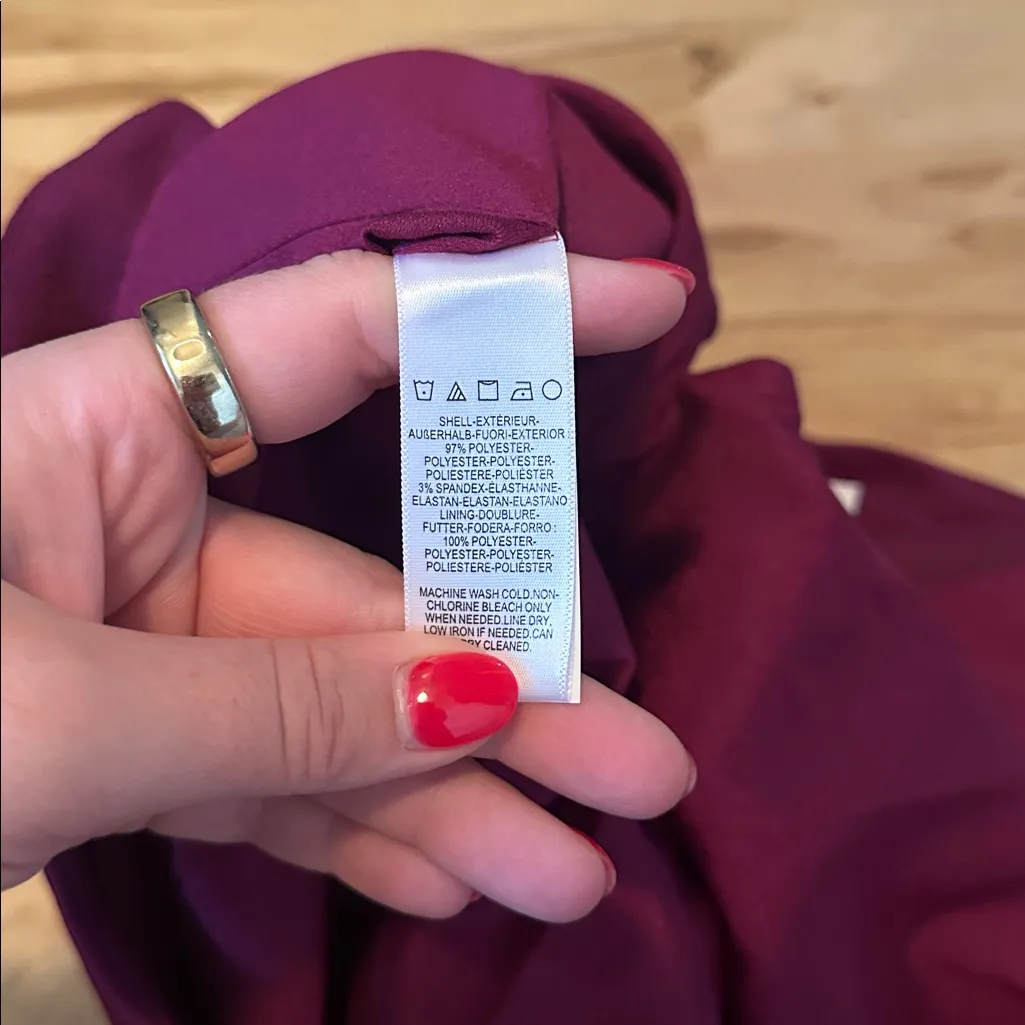 SHELL-EXTÉRIEUR-
AUßERHALB-FUORI-EXTERIOR
97% POLYESTER-
POLYESTER-POLYESTER-
POLIESTERE-POLIÉSTER
3% SPANDEX-ÉLASTHANNE-
ELASTAN-ELASTAN-ELASTANO
LINING-DOUBLURE-
FUTTER-FODERA-FORRO :
100% POLYESTER-
POLYESTER-POLYESTER-
POLIESTERE-POLIÉSTER
MACHINE WASH COLD.NON-
CHLORINE BLEACH ONLY
WHEN NEEDED.LINE DRY.
LOW IRON IF NEEDED.CAN
CLEANED.